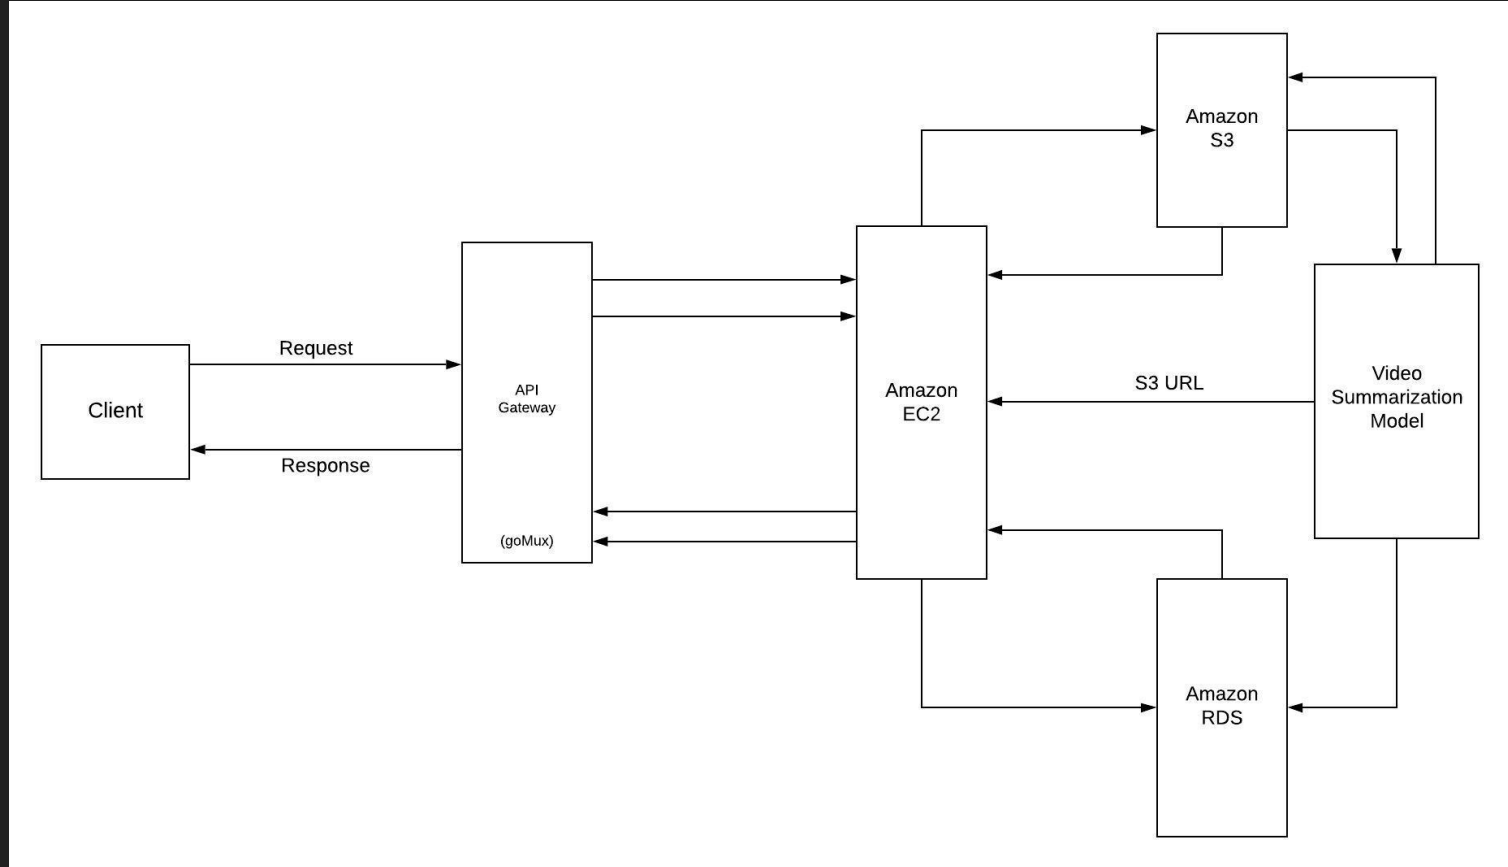 Client
Request
Response
API
Gateway
(goMux)
Amazon
EC2
Amazon
S3
S3 URL
Video
Summarization
Model
Amazon
RDS